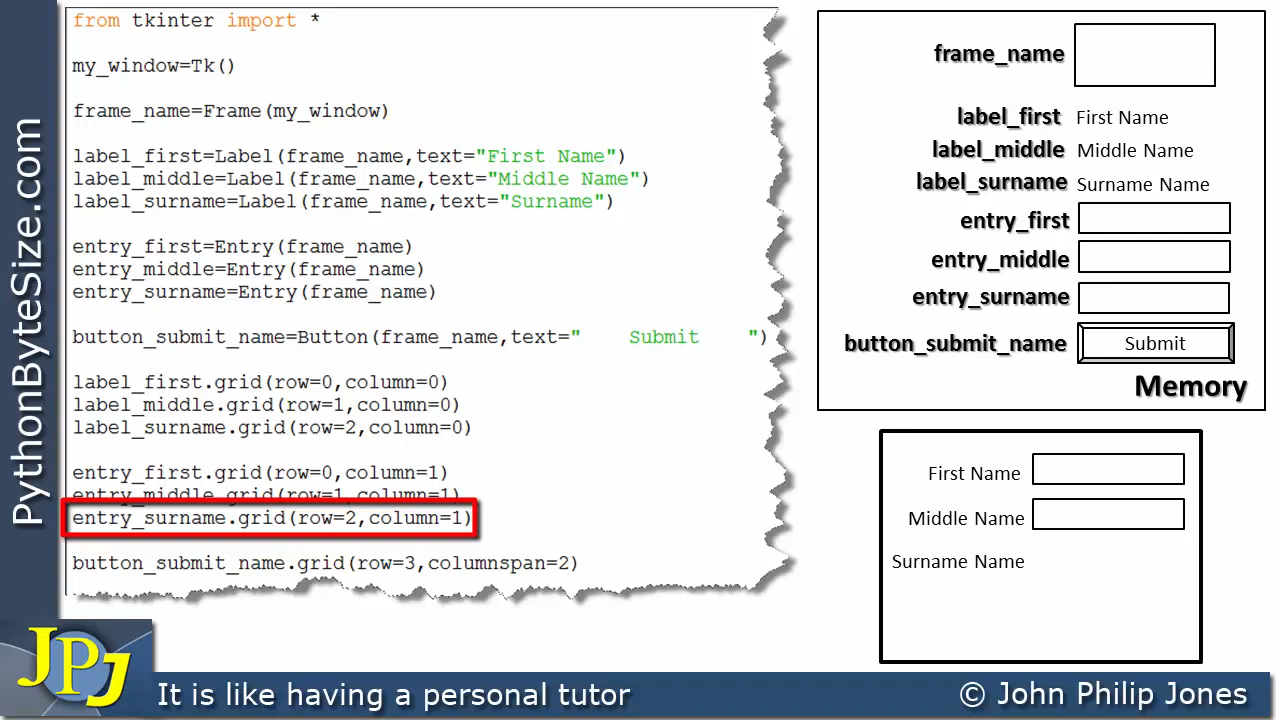 PythonByteSize.com
from tkinter import *
my_window=Tk()
frame_name=Frame(my_window)
label_first=Label(frame_name,text="First Name")
label_middle=Label(frame_name,text="Middle Name")
label_surname=Label(frame_name,text="Surname")
entry_first=Entry(frame_name)
entry_middle=Entry(frame_name)
entry_surname=Entry(frame_name)
button_submit_name=Button(frame_name,text="    Submit    ")
label_first.grid(row=0,column=0)
label_middle.grid(row=1,column=0)
label_surname.grid(row=2,column=0)
entry_first.grid(row=0,column=1)
entry_middle.grid(row=1,column=1)
entry_surname.grid(row=2,column=1)
button_submit_name.grid(row=3,columnspan=2)
frame_name
label_first First Name
label_middle Middle Name
label_surname Surname Name
entry_first
entry_middle
entry_surname
button_submit_name Submit
Memory
First Name
Middle Name
Surname Name
JPJ
It is like having a personal tutor
© John Philip Jones